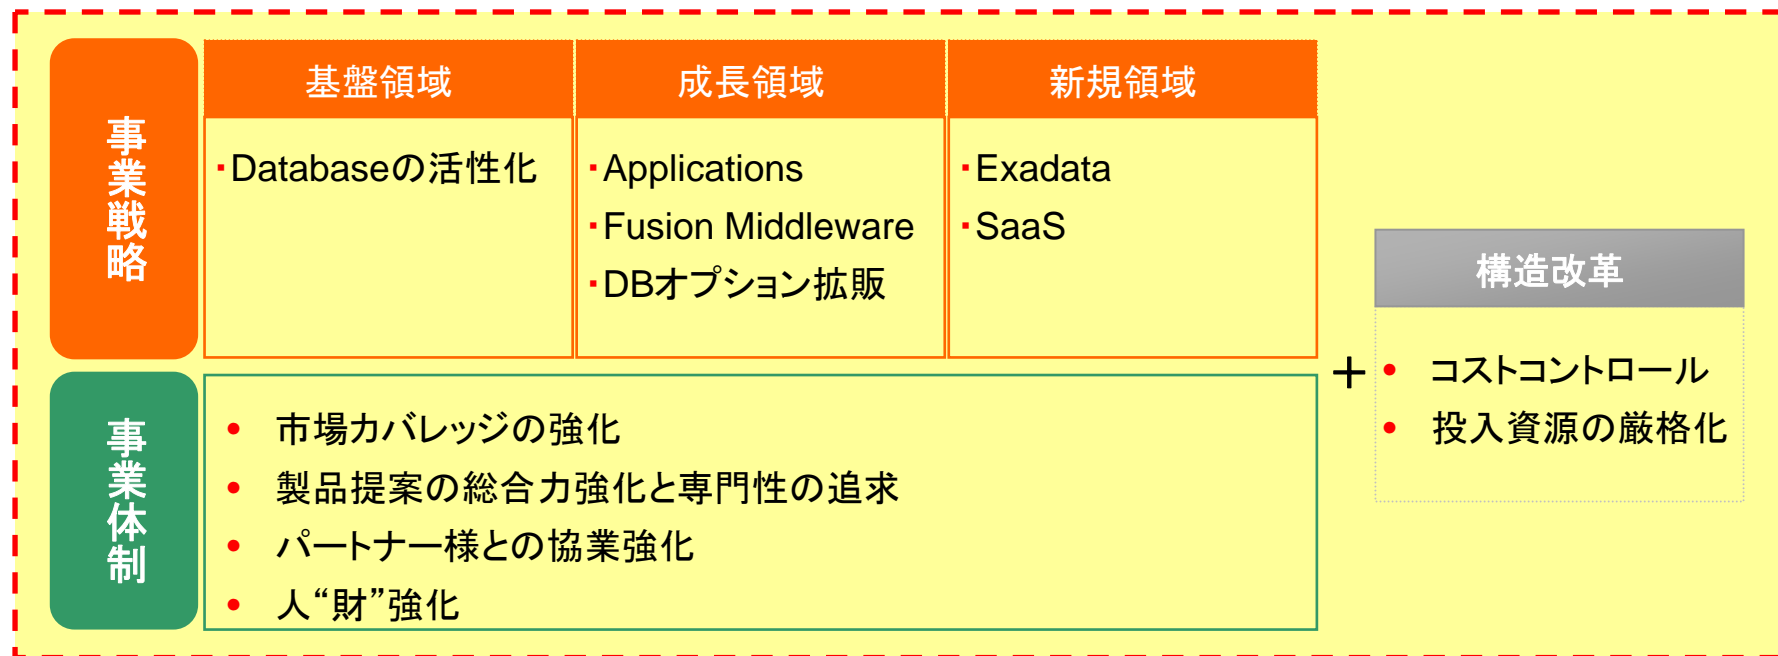 事業戦略
基盤領域
成長領域
新規領域
・Databaseの活性化
・Applications
・Fusion Middleware
・DBオプション拡販
・Exadata
・SaaS
事業体制
• 市場カバレッジの強化
• 製品提案の総合力強化と専門性の追求
• パートナー様との協業強化
• 人“財”強化
＋
構造改革
• コストコントロール
• 投入資源の厳格化